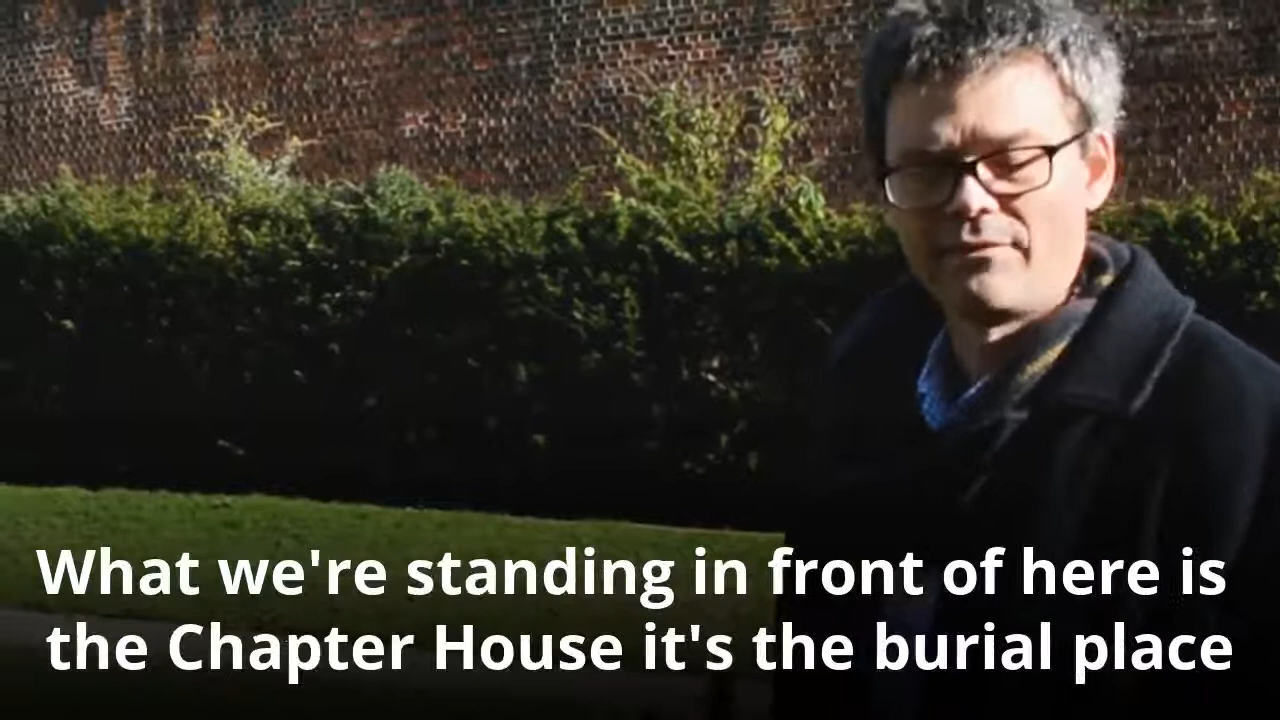 What we're standing in front of here is
the Chapter House it's the burial place